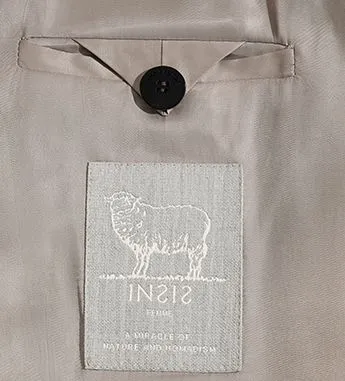 INSIS
FEMME
A MIRACLE OF
NATURE AND NOMADISM